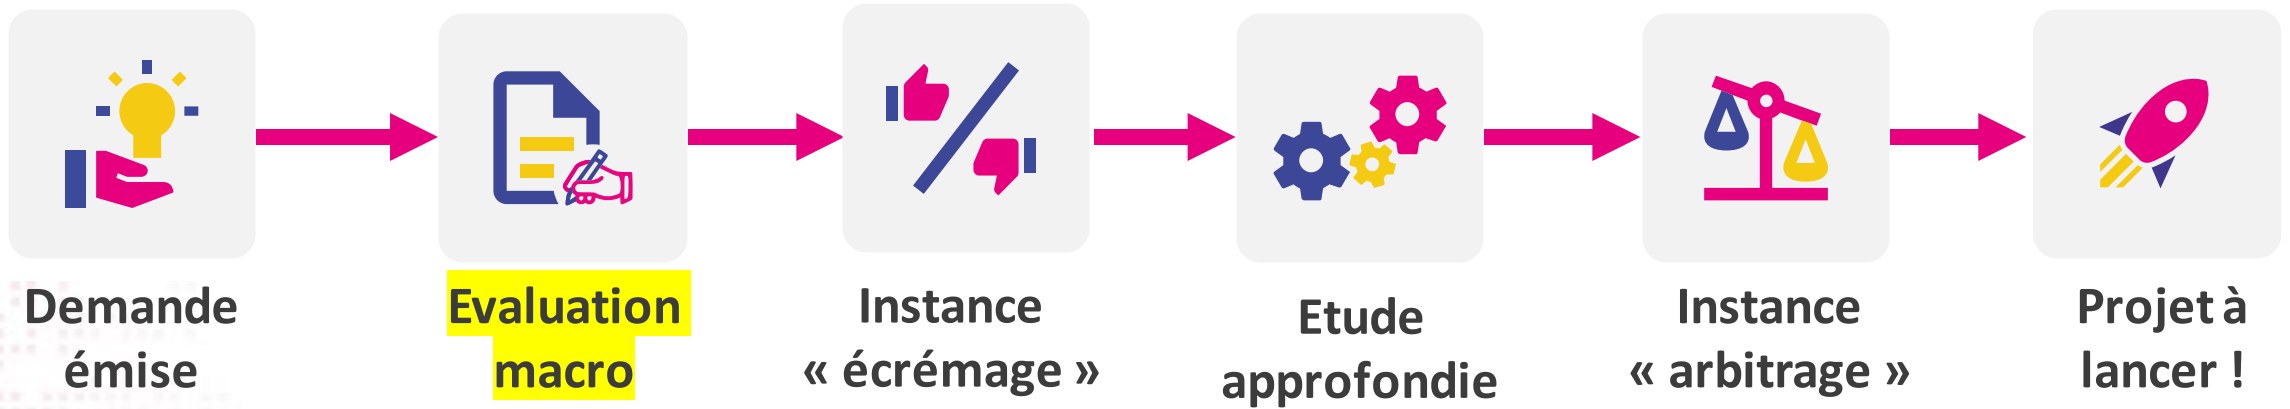 Demande
émise
Evaluation
macro
Instance
« écrémage »
Etude
approfondie
Instance
« arbitrage »
Projet à
lancer !